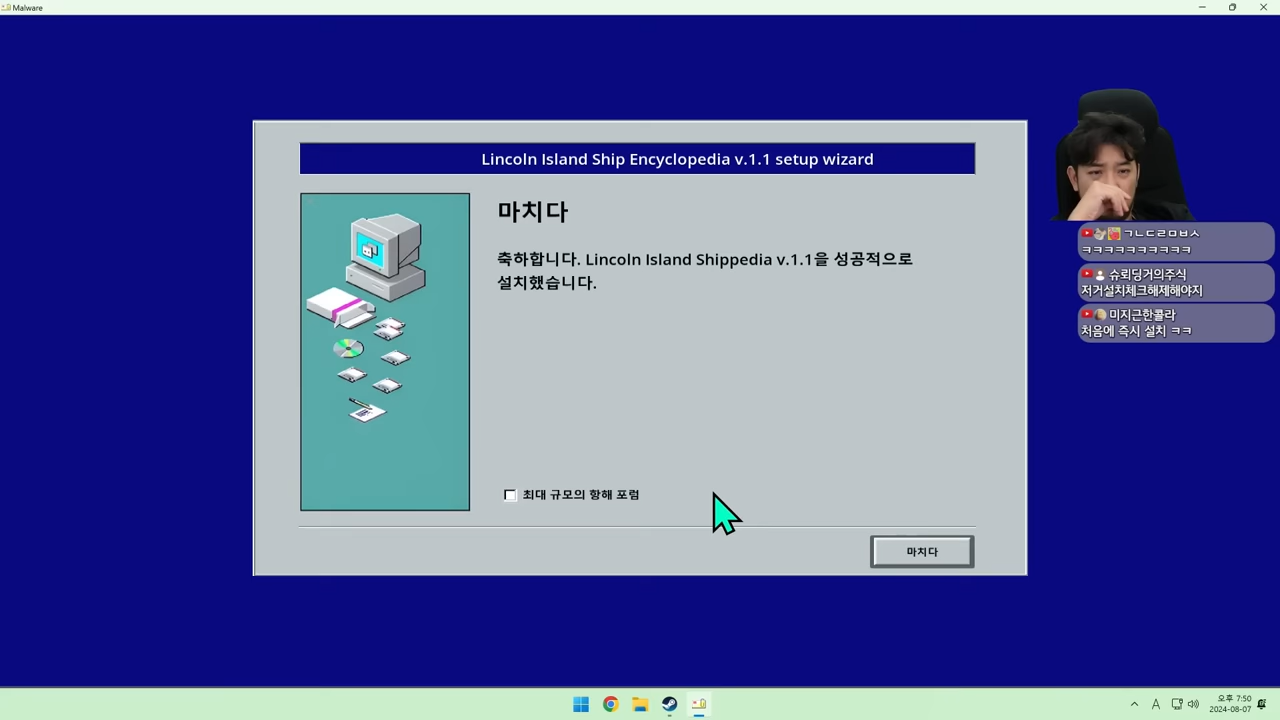 Malware
Lincoln Island Ship Encyclopedia v.1.1 setup wizard
마치다
축하합니다. Lincoln Island Shippedia v.1.1을 성공적으로
설치했습니다.
최대 규모의 항해 포럼
마치다
ㄱㄴㄷㄹㅁㅂㅅ
ㅋㅋㅋㅋㅋㅋㅋㅋㅋㅋ
슈뢰딩거의주식
저거설치체크해제해야지
미지근한콜라
처음에 즉시 설치 ㅋㅋ
A
오후 7:50
2024-08-07